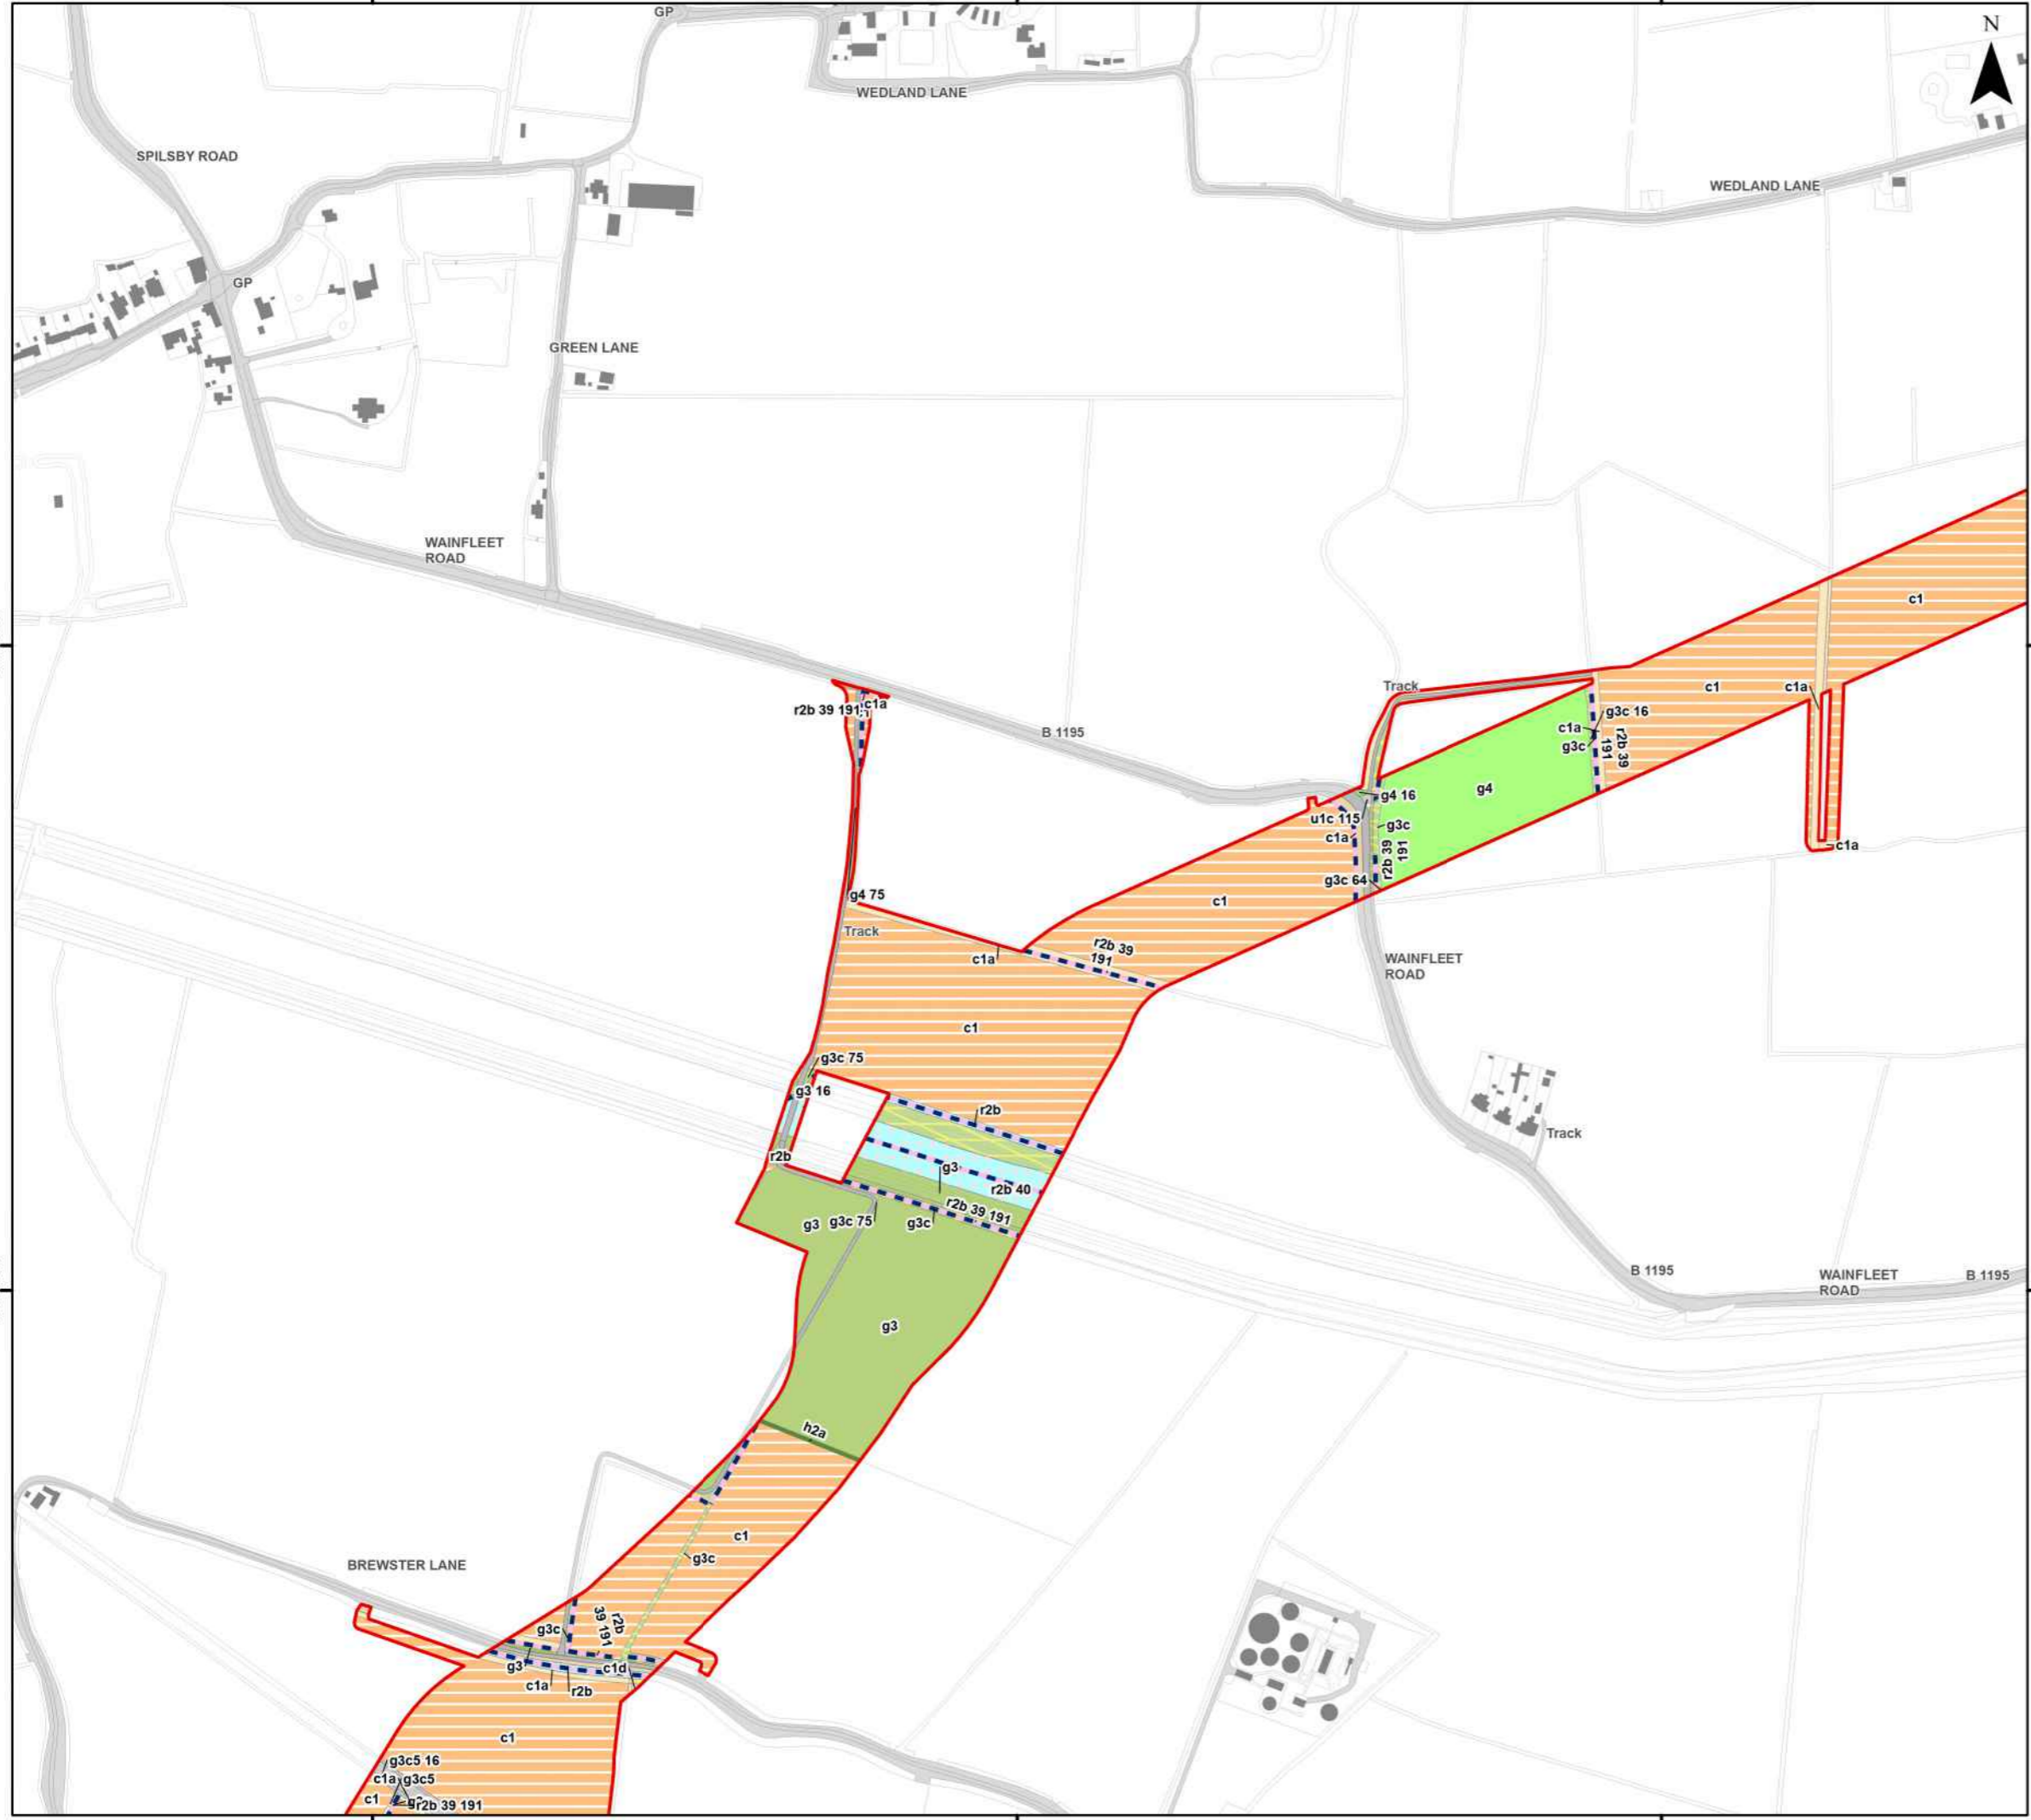 GP
N
WEDLAND LANE
SPILSBY ROAD
WEDLAND LANE
GP
GREEN LANE
WAINFLEET
ROAD
c1
Track
c1
c1a
r2b 39 191
c1a
g3c 16
c1a
g3c
r2b 39
191
B 1195
g4
g4 16
u1c 115
g3c
c1a
r2b 39
191
c1a
g3c 64
g4 75
c1
Track
r2b 39
191
c1a
WAINFLEET
ROAD
c1
g3c 75
g3 16
r2b
Track
r2b
g3
r2b 40
r2b 39 191
g3
g3c 75
g3c
B 1195
WAINFLEET
ROAD
B 1195
g3
h2a
c1
g3c
BREWSTER LANE
r2b
39 191
g3c
g3
c1d
c1a
r2b
c1
g3c5 16
c1a
g3c5
c1
r2b 39 191